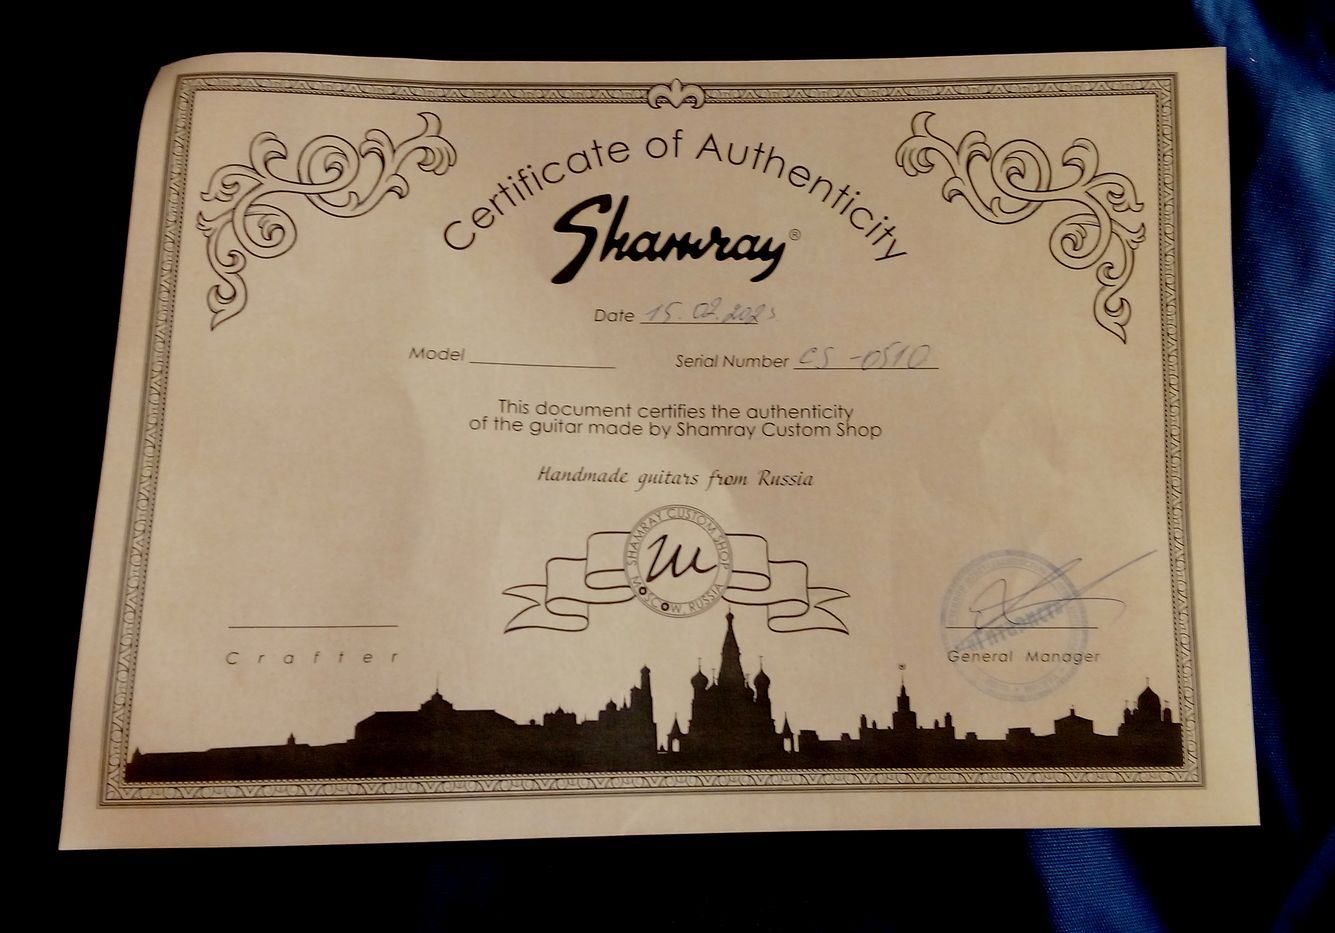 Certificate of Authenticity
Shamray®
Date 15.02.2023
Model
Serial Number CS-0510
This document certifies the authenticity
of the guitar made by Shamray Custom Shop
Handmade guitars from Russia
SHAMRAY CUSTOM SHOP
MOSCOW, RUSSIA
Crafter
General Manager